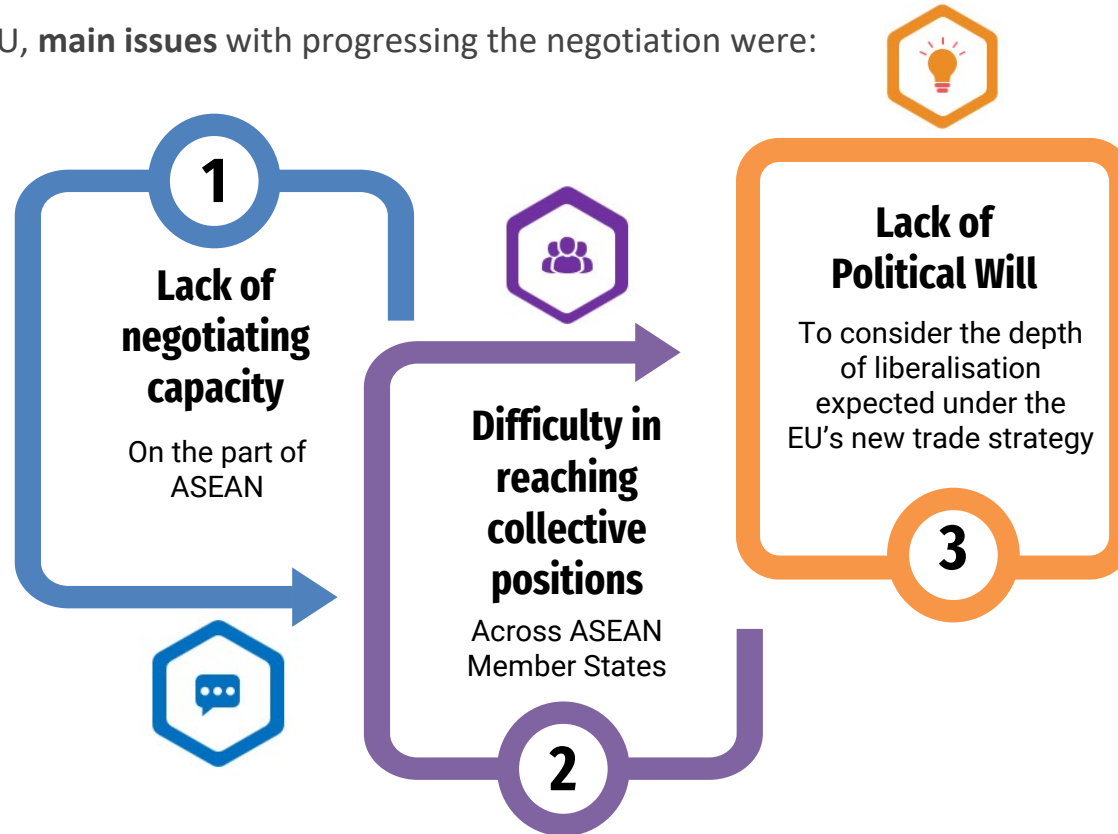 U, main issues with progressing the negotiation were:
1
Lack of
negotiating
capacity
On the part of
ASEAN
Difficulty in
reaching
collective
positions
Across ASEAN
Member States
2
Lack of
Political Will
To consider the depth
of liberalisation
expected under the
EU's new trade strategy
3